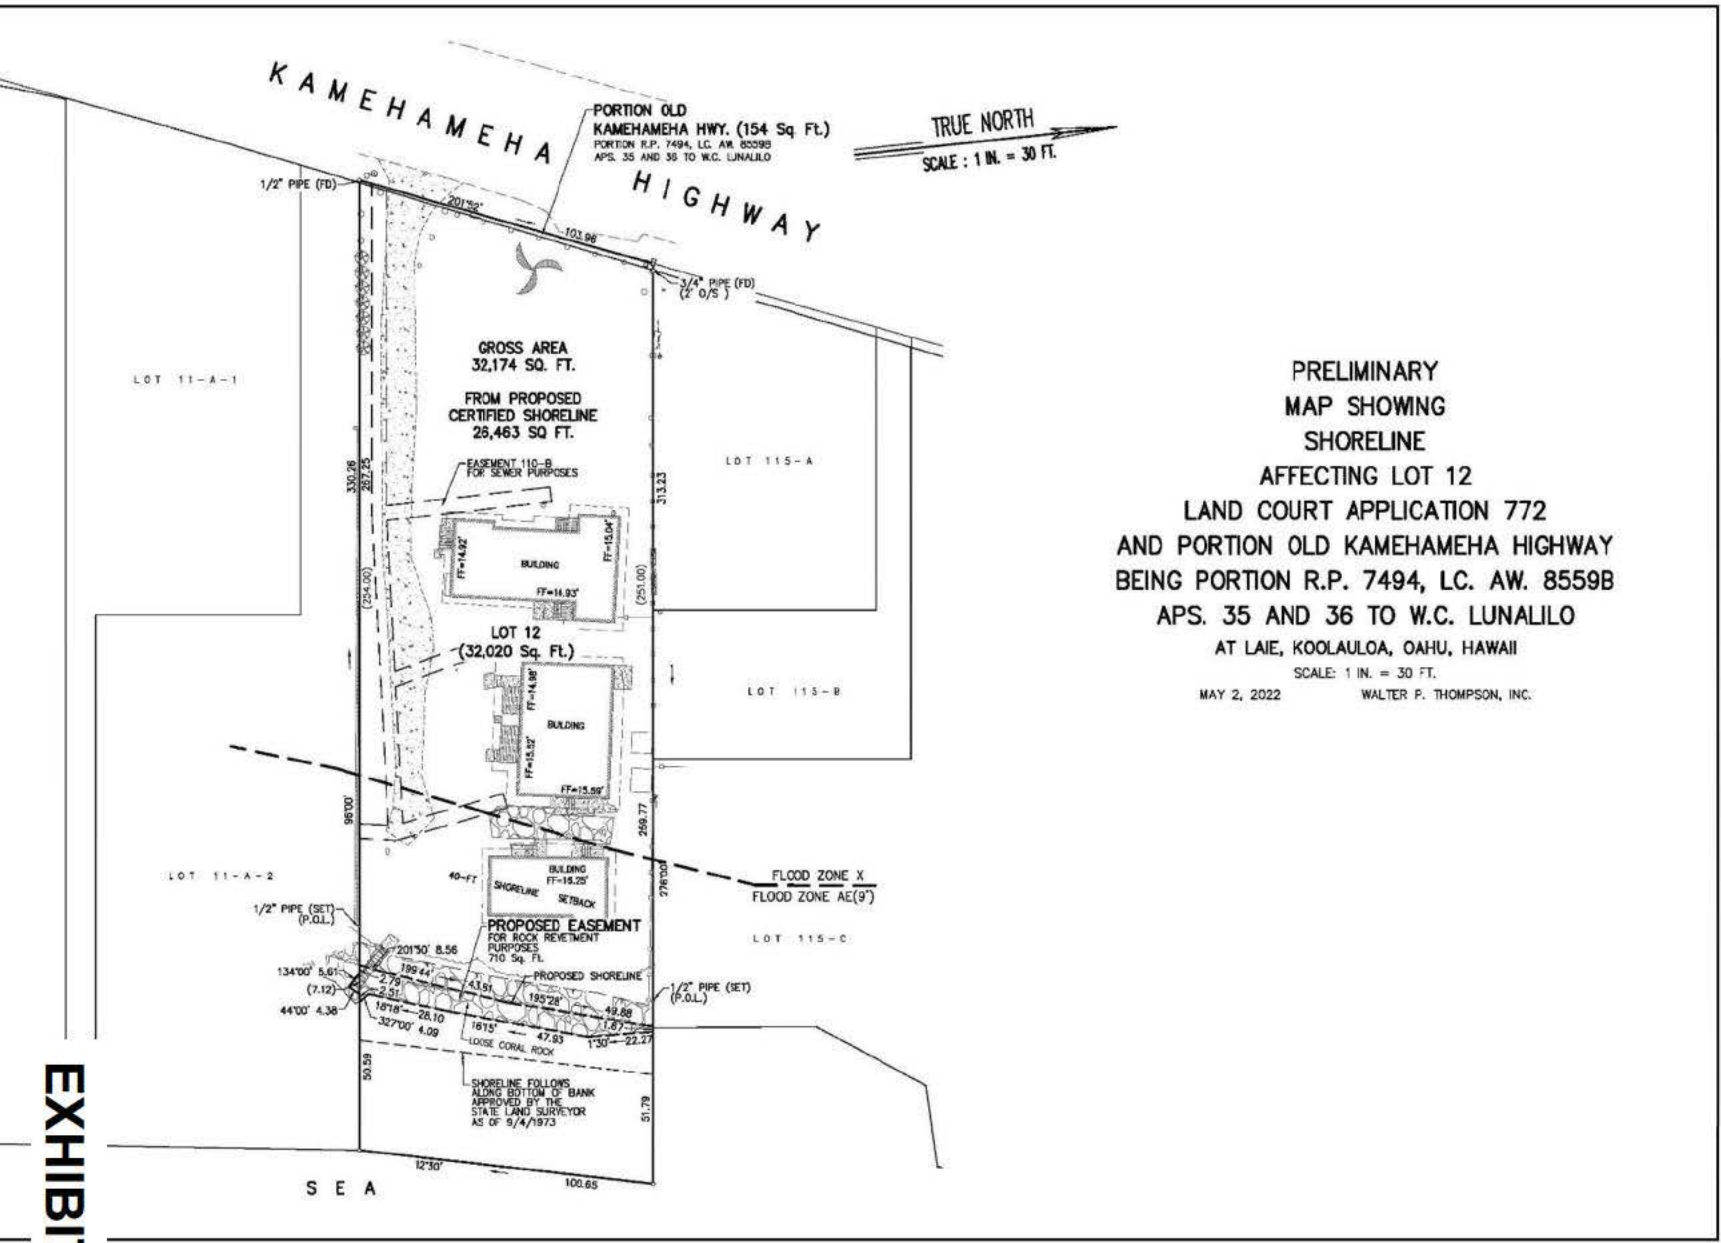 KAMEHAMEHA
HIGHWAY
PORTION OLD
KAMEHAMEHA HWY. (154 Sq. Ft.)
PORTION R.P. 7494, LC. AW. 8559B
APS. 35 AND 36 TO W.C. LUNALILO
TRUE NORTH
SCALE : 1 IN. = 30 FT.
1/2" PIPE (FD)
201°52'
103.96
3/4" PIPE (FD)
(2' O/S )
GROSS AREA
32,174 SQ. FT.
FROM PROPOSED
CERTIFIED SHORELINE
26,463 SQ FT.
LOT 11-A-1
LOT 115-A
EASEMENT 110-B
FOR SEWER PURPOSES
330.26
267.25
313.23
(254.00)
(251.00)
FF=14.92'
FF=15.04'
BUILDING
FF=14.93'
LOT 12
(32,020 Sq. Ft.)
FF=14.98'
BUILDING
FF=15.52'
FF=15.59'
LOT 115-B
96°00'
259.77
276°00'
LOT 11-A-2
40-FT
SHORELINE
SETBACK
BUILDING
FF=16.25'
FLOOD ZONE X
FLOOD ZONE AE(9')
LOT 115-C
1/2" PIPE (SET)
(P.O.L.)
PROPOSED EASEMENT
FOR ROCK REVETMENT
PURPOSES
710 Sq. Ft.
201°50' 8.56
134°00' 5.61
(7.12)
44°00' 4.38
2.79
2.51
199°44'
43.51
PROPOSED SHORELINE
195°28'
49.88
1.67
1/2" PIPE (SET)
(P.O.L.)
18°18'
28.10
327°00' 4.09
16°15'
47.93
1°30'
22.27
LOOSE CORAL ROCK
50.59
51.79
SHORELINE FOLLOWS
ALONG BOTTOM OF BANK
APPROVED BY THE
STATE LAND SURVEYOR
AS OF 9/4/1973
12°30'
100.65
SEA
PRELIMINARY
MAP SHOWING
SHORELINE
AFFECTING LOT 12
LAND COURT APPLICATION 772
AND PORTION OLD KAMEHAMEHA HIGHWAY
BEING PORTION R.P. 7494, LC. AW. 8559B
APS. 35 AND 36 TO W.C. LUNALILO
AT LAIE, KOOLAULOA, OAHU, HAWAII
SCALE: 1 IN. = 30 FT.
MAY 2, 2022 WALTER P. THOMPSON, INC.
EXHIBIT